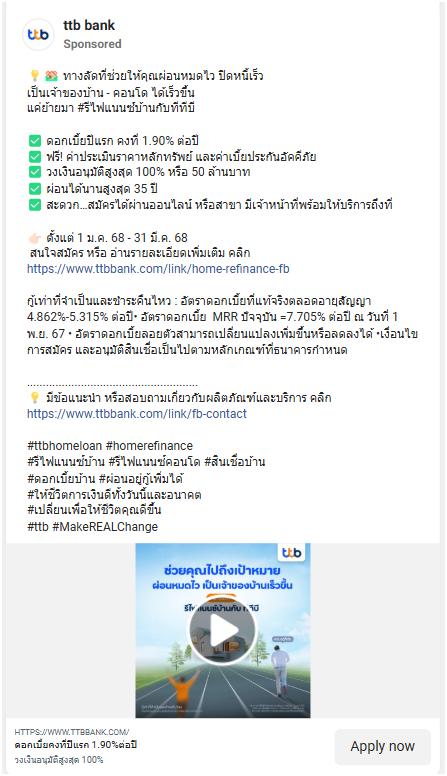 ttb bank
ttb
Sponsored
💡 💸 ทางลัดที่ช่วยให้คุณผ่อนหมดไว ปิดหนี้เร็ว
เป็นเจ้าของบ้าน - คอนโด ได้เร็วขึ้น
แค่ย้ายมา #รีไฟแนนซ์บ้านกับทีทีบี
✅ ดอกเบี้ยปีแรก คงที่ 1.90% ต่อปี
✅ ฟรี! ค่าประเมินราคาหลักทรัพย์ และค่าเบี้ยประกันอัคคีภัย
✅ วงเงินอนุมัติสูงสุด 100% หรือ 50 ล้านบาท
✅ ผ่อนได้นานสูงสุด 35 ปี
✅ สะดวก...สมัครได้ผ่านออนไลน์ หรือสาขา มีเจ้าหน้าที่พร้อมให้บริการถึงที่
👉🏻 ตั้งแต่ 1 ม.ค. 68 - 31 มี.ค. 68
สนใจสมัคร หรือ อ่านรายละเอียดเพิ่มเติม คลิก
https://www.ttbbank.com/link/home-refinance-fb
กู้เท่าที่จำเป็นและชำระคืนไหว : อัตราดอกเบี้ยที่แท้จริงตลอดอายุสัญญา
4.862%-5.315% ต่อปี• อัตราดอกเบี้ย MRR ปัจจุบัน =7.705% ต่อปี ณ วันที่ 1
พ.ย. 67 • อัตราดอกเบี้ยลอยตัวสามารถเปลี่ยนแปลงเพิ่มขึ้นหรือลดลงได้ •เงื่อนไข
การสมัคร และอนุมัติสินเชื่อเป็นไปตามหลักเกณฑ์ที่ธนาคารกำหนด
.......................................................
💡 มีข้อแนะนำ หรือสอบถามเกี่ยวกับผลิตภัณฑ์และบริการ คลิก
https://www.ttbbank.com/link/fb-contact
#ttbhomeloan #homerefinance
#รีไฟแนนซ์บ้าน #รีไฟแนนซ์คอนโด #สินเชื่อบ้าน
#ดอกเบี้ยบ้าน #ผ่อนอยู่กู้เพิ่มได้
#ให้ชีวิตการเงินดีทั้งวันนี้และอนาคต
#เปลี่ยนเพื่อให้ชีวิตคุณดีขึ้น
#ttb #MakeREALChange
ttb
ช่วยคุณไปถึงเป้าหมาย
ผ่อนหมดไว เป็นเจ้าของบ้านเร็วขึ้น
รีไฟแนนซ์บ้านกับ ทีทีบี
HTTPS://WWW.TTBBANK.COM/
ดอกเบี้ยคงที่ปีแรก 1.90%ต่อปี
วงเงินอนุมัติสูงสุด 100%
Apply now